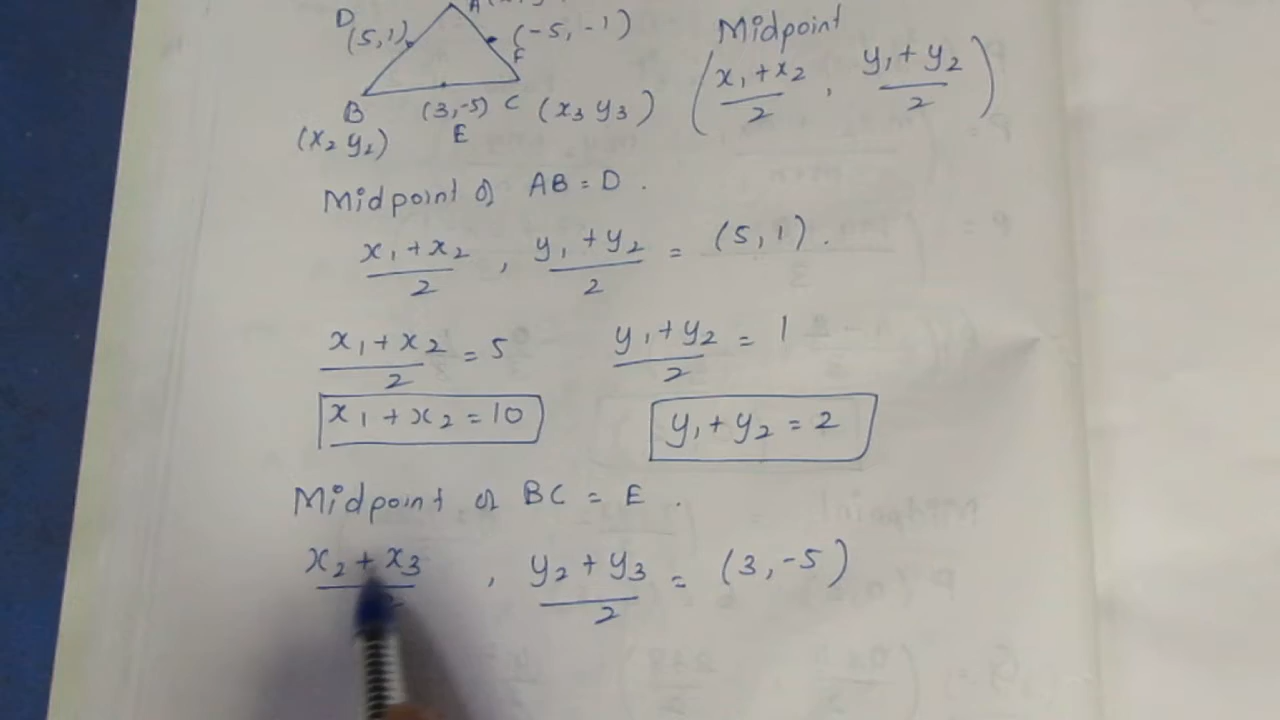 D A
(5,1) (-5,-1) Midpoint
F
B (3,-5) C (x3 y3) (x1+x2/2 , y1+y2/2)
(x2 y2) E
Midpoint of AB = D .
x1+x2/2 , y1+y2/2 = (5,1) .
x1+x2/2 = 5 y1+y2/2 = 1
x1+x2=10 y1+y2=2
Midpoint of BC = E .
x2+x3/2 , y2+y3/2 = (3,-5)